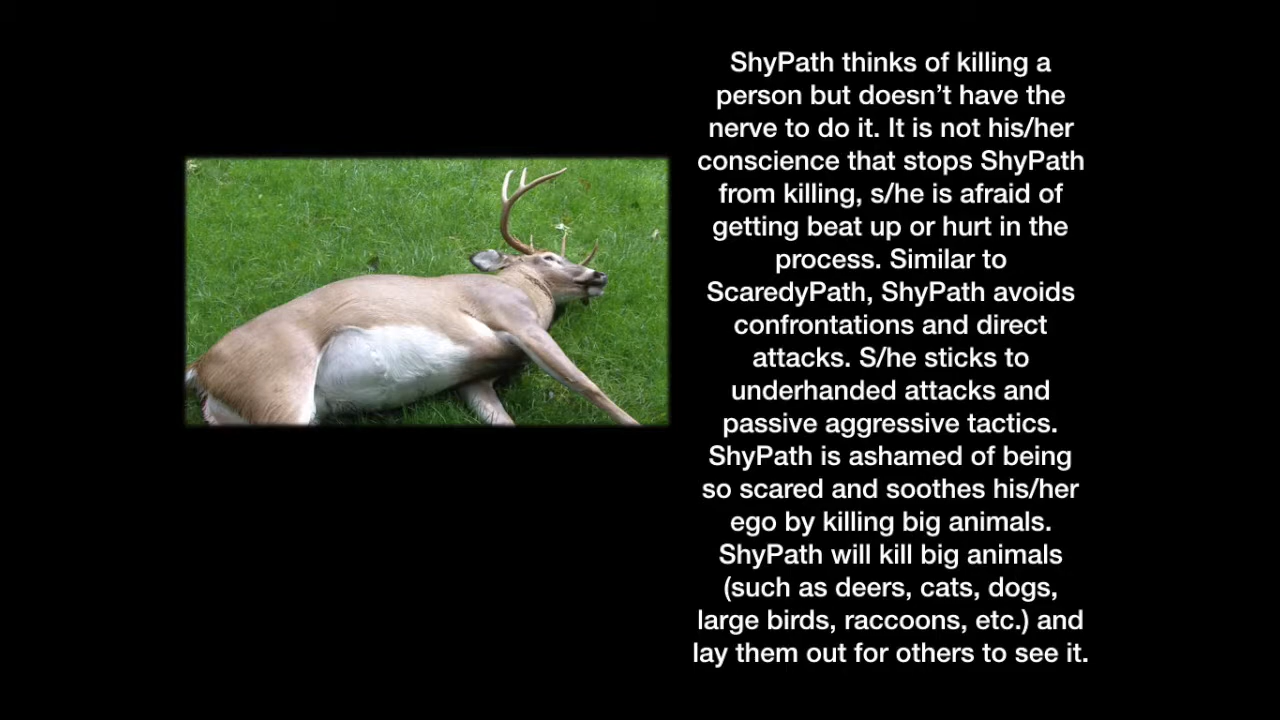 ShyPath thinks of killing a
person but doesn’t have the
nerve to do it. It is not his/her
conscience that stops ShyPath
from killing, s/he is afraid of
getting beat up or hurt in the
process. Similar to
ScaredyPath, ShyPath avoids
confrontations and direct
attacks. S/he sticks to
underhanded attacks and
passive aggressive tactics.
ShyPath is ashamed of being
so scared and soothes his/her
ego by killing big animals.
ShyPath will kill big animals
(such as deers, cats, dogs,
large birds, raccoons, etc.) and
lay them out for others to see it.